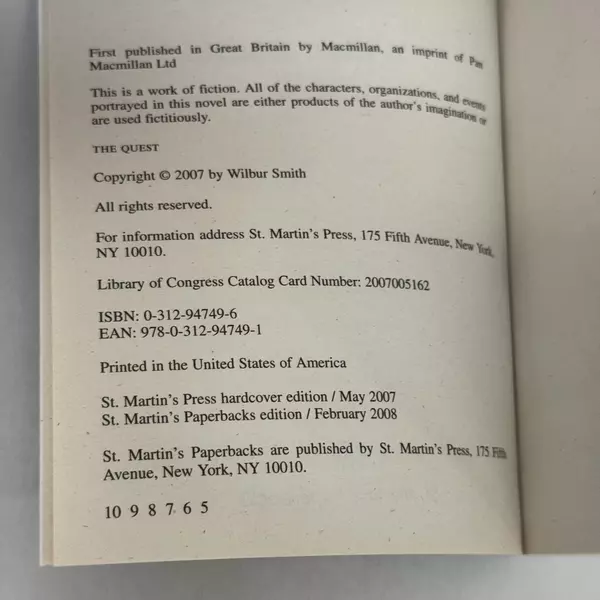 First published in Great Britain by Macmillan, an imprint of Pan
Macmillan Ltd
This is a work of fiction. All of the characters, organizations, and events
portrayed in this novel are either products of the author's imagination or
are used fictitiously.
THE QUEST
Copyright © 2007 by Wilbur Smith
All rights reserved.
For information address St. Martin's Press, 175 Fifth Avenue, New York,
NY 10010.
Library of Congress Catalog Card Number: 2007005162
ISBN: 0-312-94749-6
EAN: 978-0-312-94749-1
Printed in the United States of America
St. Martin's Press hardcover edition / May 2007
St. Martin's Paperbacks edition / February 2008
St. Martin's Paperbacks are published by St. Martin's Press, 175 Fifth
Avenue, New York, NY 10010.
10 9 8 7 6 5